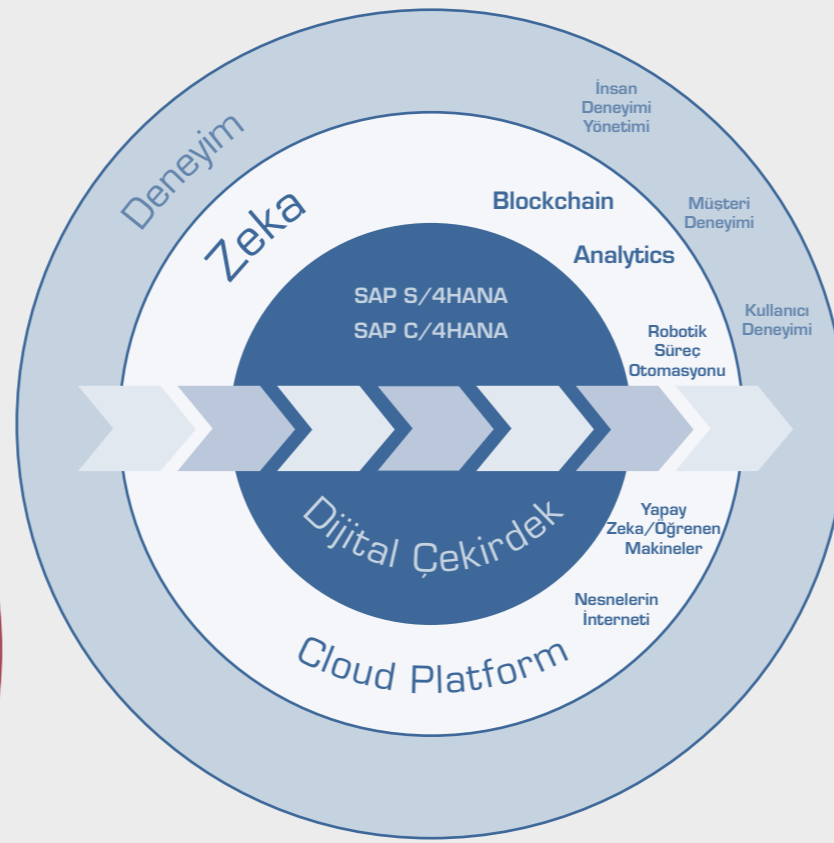 İnsan
Deneyimi
Yönetimi
Deneyim
Zeka
Blockchain
Müşteri
Deneyimi
Analytics
SAP S/4HANA
SAP C/4HANA
Kullanıcı
Deneyimi
Robotik
Süreç
Otomasyonu
Dijital Çekirdek
Yapay
Zeka/Öğrenen
Makineler
Nesnelerin
İnterneti
Cloud Platform